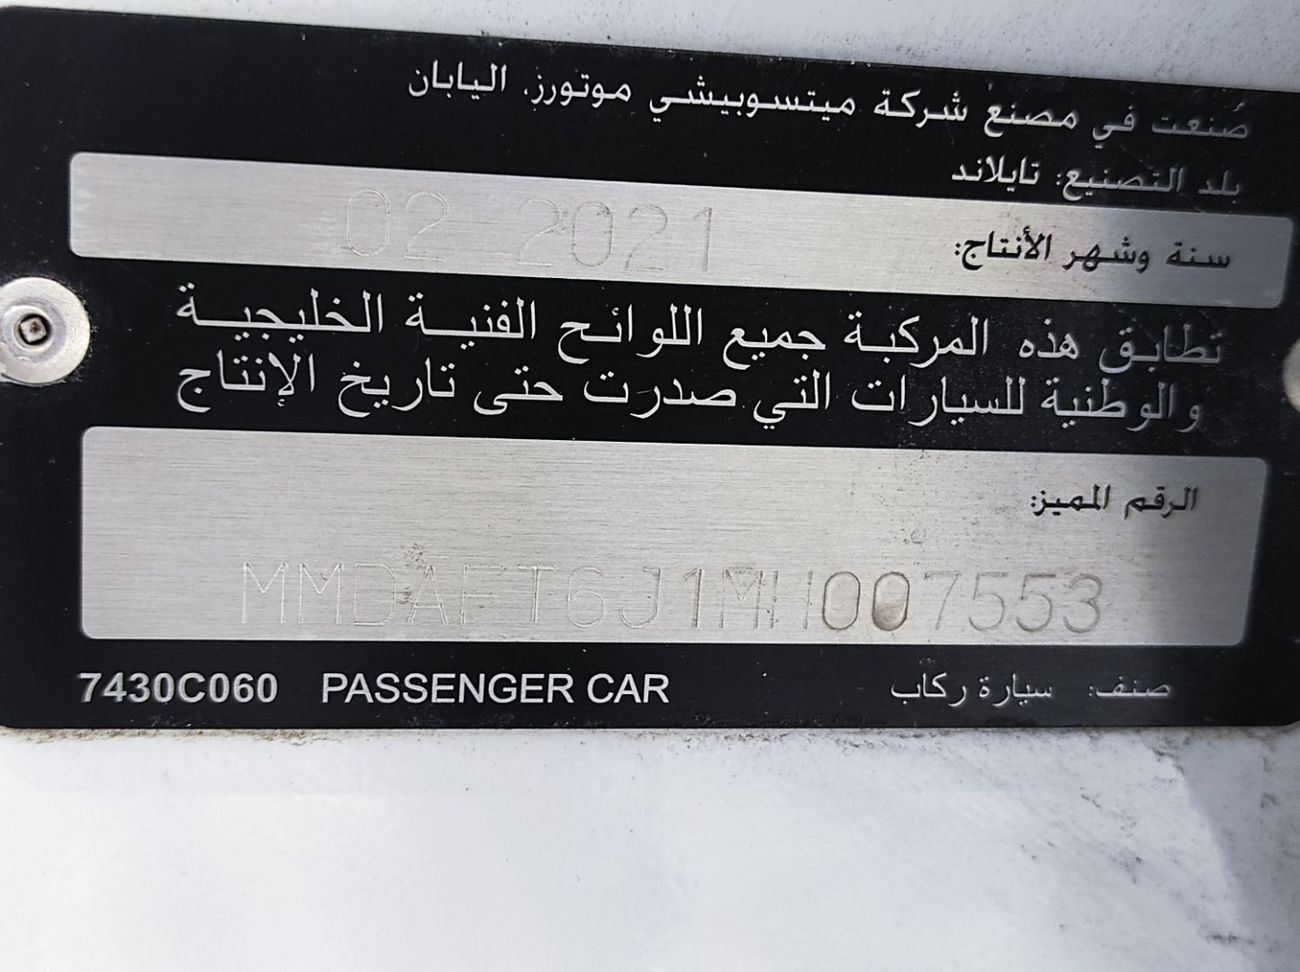 صُنعت في مصنع شركة ميتسوبيشي موتورز. اليابان
بلد التصنيع: تايلاند
سنة وشهر الأنتاج: 02 2021
تطابق هذه المركبة جميع اللوائح الفنية الخليجية
والوطنية للسيارات التي صدرت حتى تاريخ الإنتاج
الرقم المميز:
MMDAFT6J1MH007553
صنف: سيارة ركاب PASSENGER CAR 7430C060